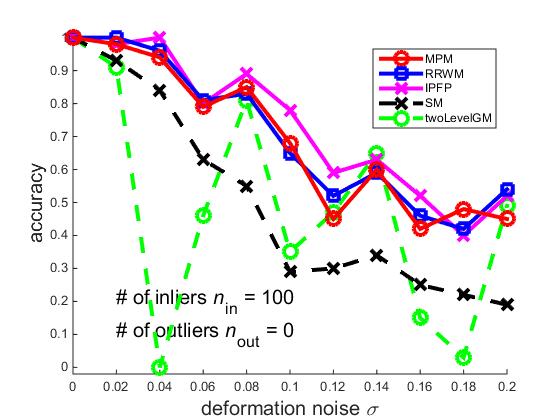 MPM
RRWM
IPFP
SM
twoLevelGM
accuracy
0.9
0.8
0.7
0.6
0.5
0.4
0.3
0.2
0.1
0
# of inliers n_in = 100
# of outliers n_out = 0
0 0.02 0.04 0.06 0.08 0.1 0.12 0.14 0.16 0.18 0.2
deformation noise σ